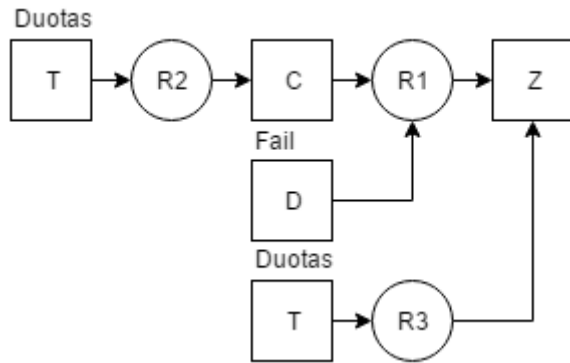 Duotas
T R2 C R1 Z
Fail
D
Duotas
T R3